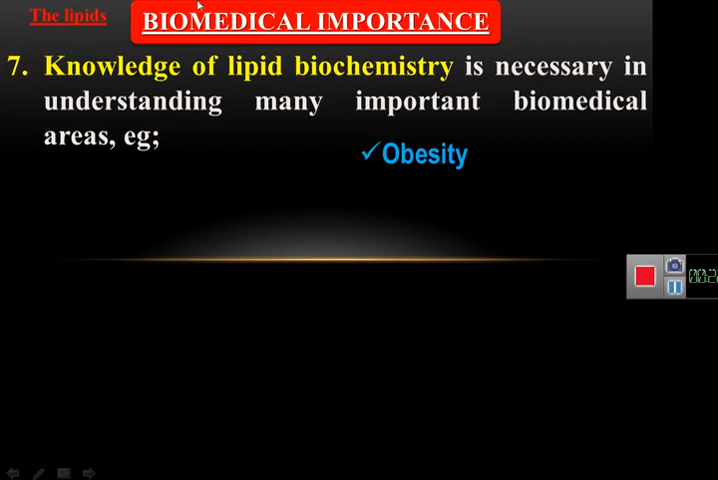 The lipids
BIOMEDICAL IMPORTANCE
7. Knowledge of lipid biochemistry is necessary in
understanding many important biomedical
areas, eg;
✓Obesity